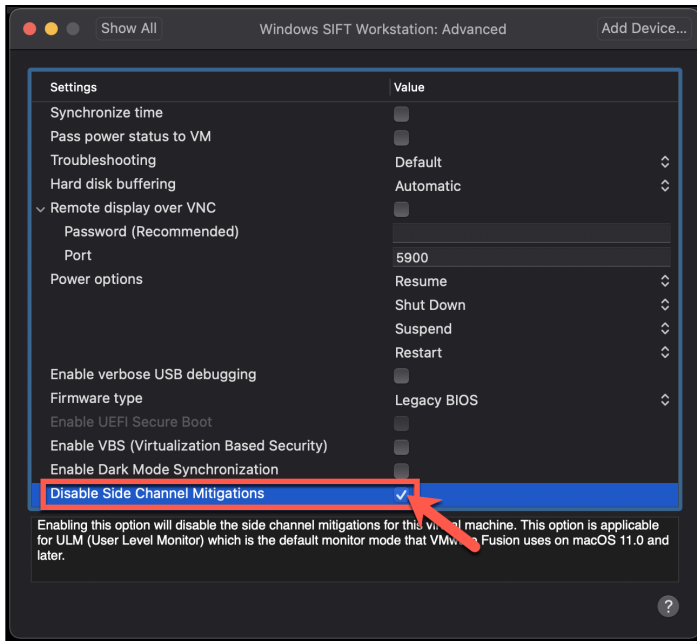 Show All
Windows SIFT Workstation: Advanced
Add Device...
Settings Value
Synchronize time
Pass power status to VM
Troubleshooting Default
Hard disk buffering Automatic
Remote display over VNC
Password (Recommended)
Port 5900
Power options Resume
Shut Down
Suspend
Restart
Enable verbose USB debugging
Firmware type Legacy BIOS
Enable UEFI Secure Boot
Enable VBS (Virtualization Based Security)
Enable Dark Mode Synchronization
Disable Side Channel Mitigations
Enabling this option will disable the side channel mitigations for this virtual machine. This option is applicable
for ULM (User Level Monitor) which is the default monitor mode that VMware Fusion uses on macOS 11.0 and
later.
?